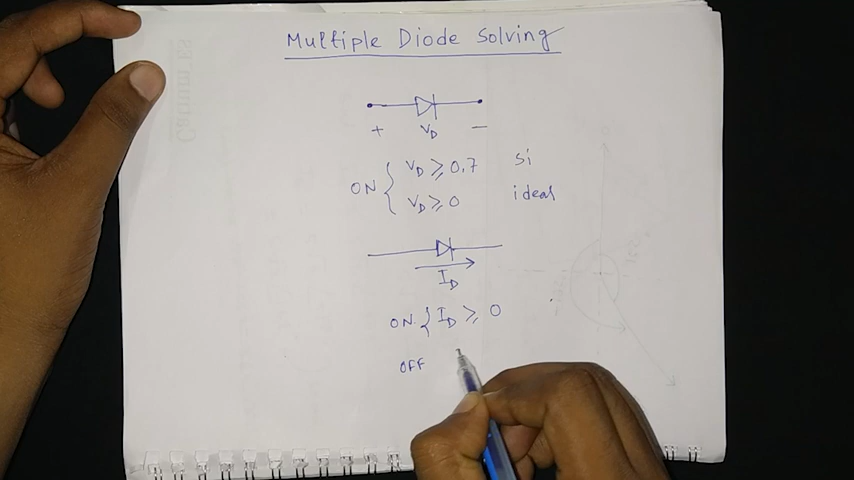 Multiple Diode Solving
+ VD −
ON { VD ≥ 0.7 Si
VD ≥ 0 ideal
ID
ON { ID ≥ 0
OFF